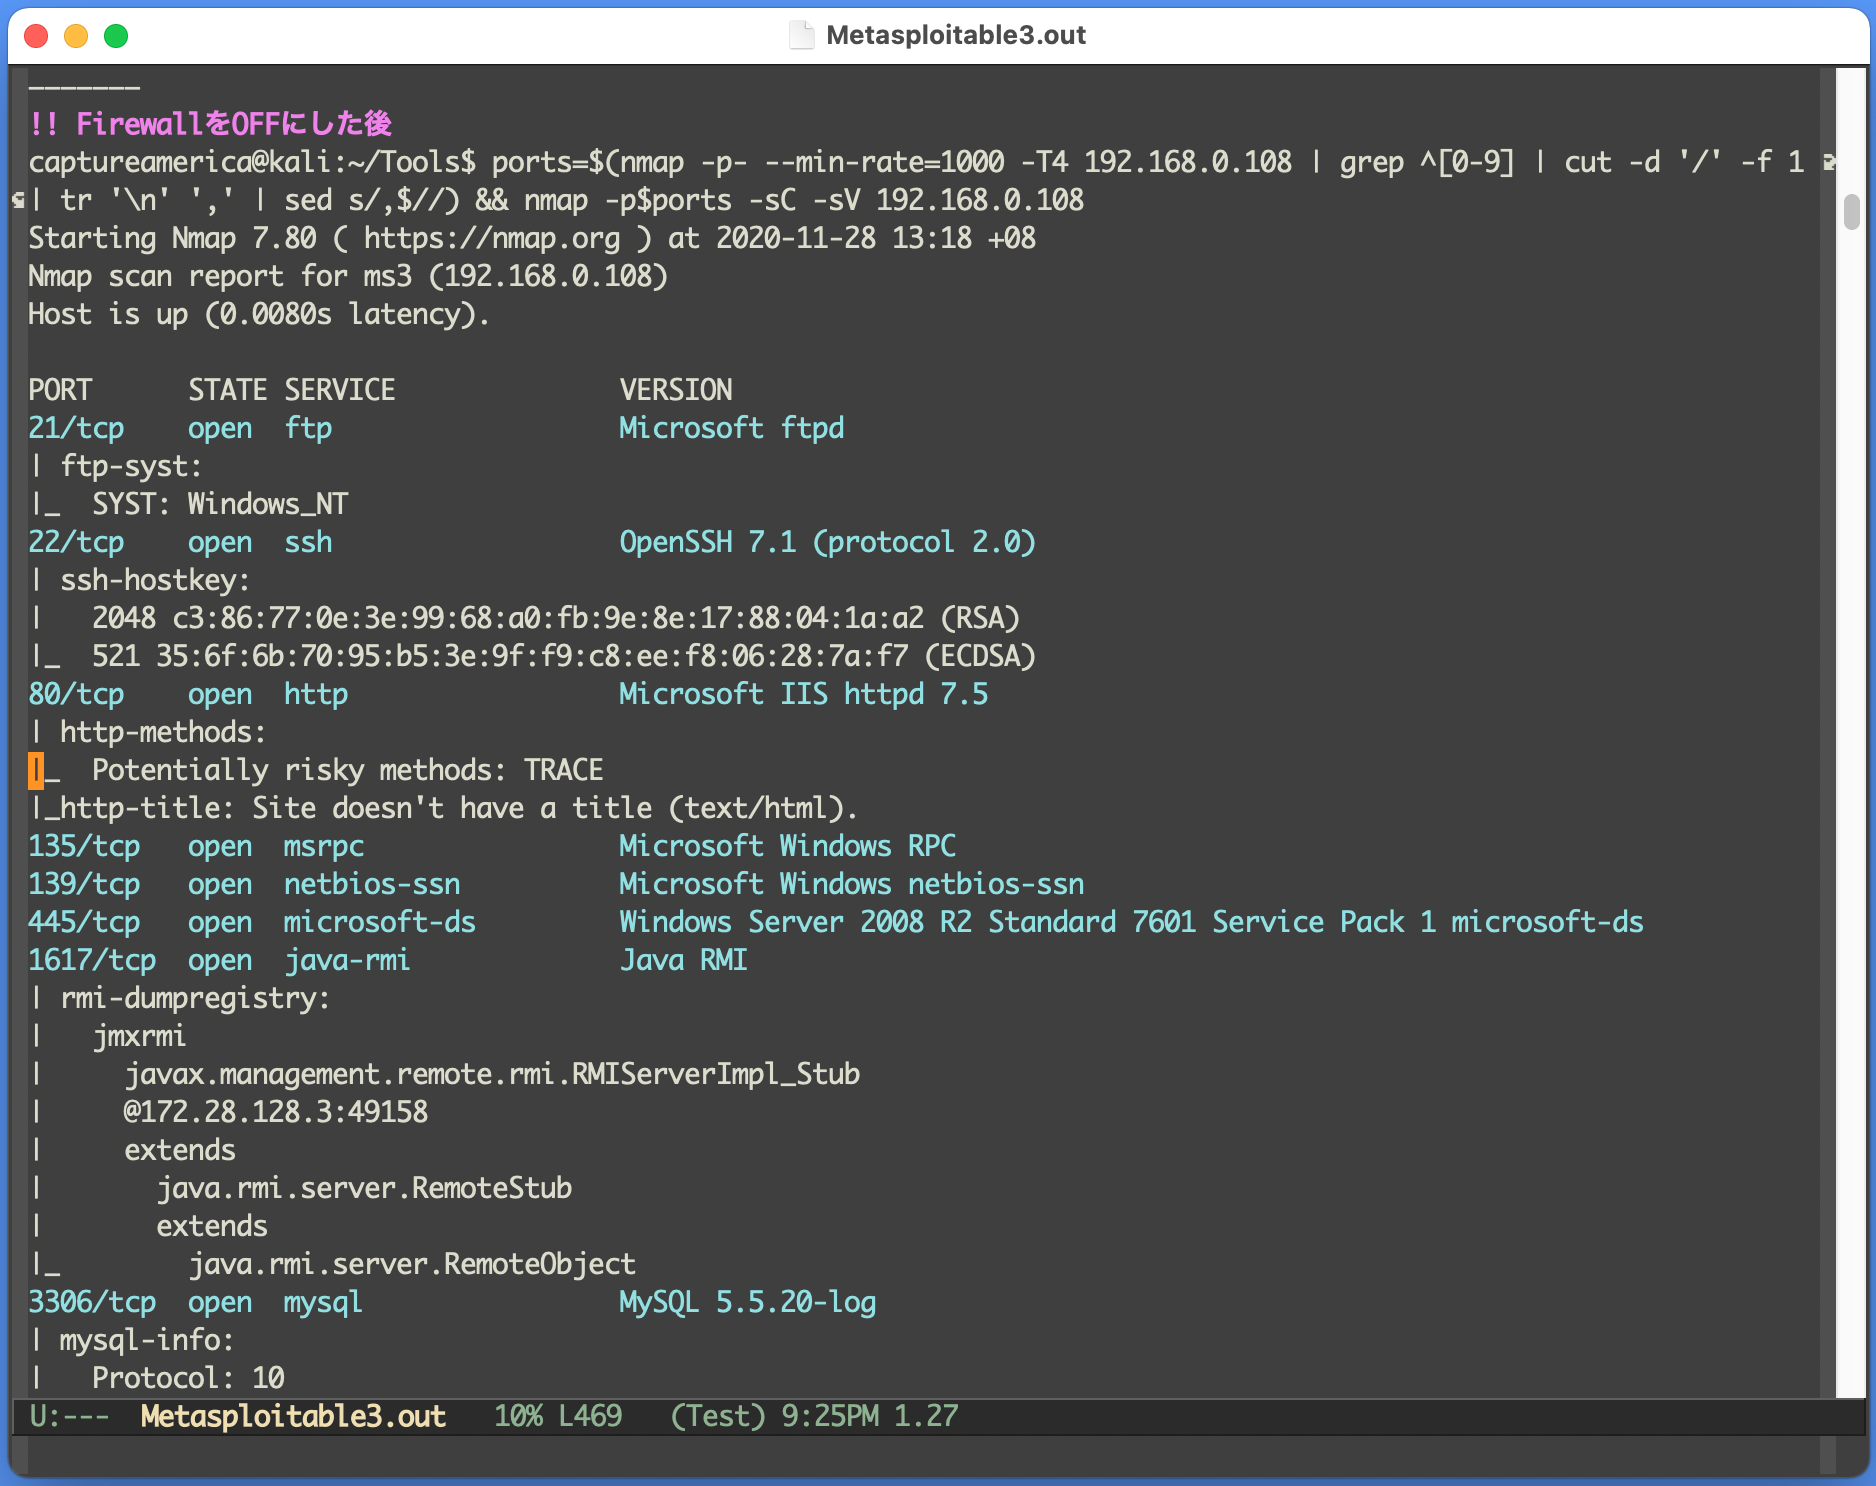 Metasploitable3.out
-------
!! FirewallをOFFにした後
captureamerica@kali:~/Tools$ ports=$(nmap -p- --min-rate=1000 -T4 192.168.0.108 | grep ^[0-9] | cut -d '/' -f 1
| tr '\n' ',' | sed s/,$//) && nmap -p$ports -sC -sV 192.168.0.108
Starting Nmap 7.80 ( https://nmap.org ) at 2020-11-28 13:18 +08
Nmap scan report for ms3 (192.168.0.108)
Host is up (0.0080s latency).

PORT      STATE SERVICE              VERSION
21/tcp    open  ftp                  Microsoft ftpd
| ftp-syst:
|_  SYST: Windows_NT
22/tcp    open  ssh                  OpenSSH 7.1 (protocol 2.0)
| ssh-hostkey:
|   2048 c3:86:77:0e:3e:99:68:a0:fb:9e:8e:17:88:04:1a:a2 (RSA)
|_  521 35:6f:6b:70:95:b5:3e:9f:f9:c8:ee:f8:06:28:7a:f7 (ECDSA)
80/tcp    open  http                 Microsoft IIS httpd 7.5
| http-methods:
|_  Potentially risky methods: TRACE
|_http-title: Site doesn't have a title (text/html).
135/tcp   open  msrpc                Microsoft Windows RPC
139/tcp   open  netbios-ssn          Microsoft Windows netbios-ssn
445/tcp   open  microsoft-ds         Windows Server 2008 R2 Standard 7601 Service Pack 1 microsoft-ds
1617/tcp  open  java-rmi             Java RMI
| rmi-dumpregistry:
|   jmxrmi
|     javax.management.remote.rmi.RMIServerImpl_Stub
|     @172.28.128.3:49158
|     extends
|       java.rmi.server.RemoteStub
|       extends
|_        java.rmi.server.RemoteObject
3306/tcp  open  mysql                MySQL 5.5.20-log
| mysql-info:
|   Protocol: 10
U:---  Metasploitable3.out   10% L469   (Test) 9:25PM 1.27